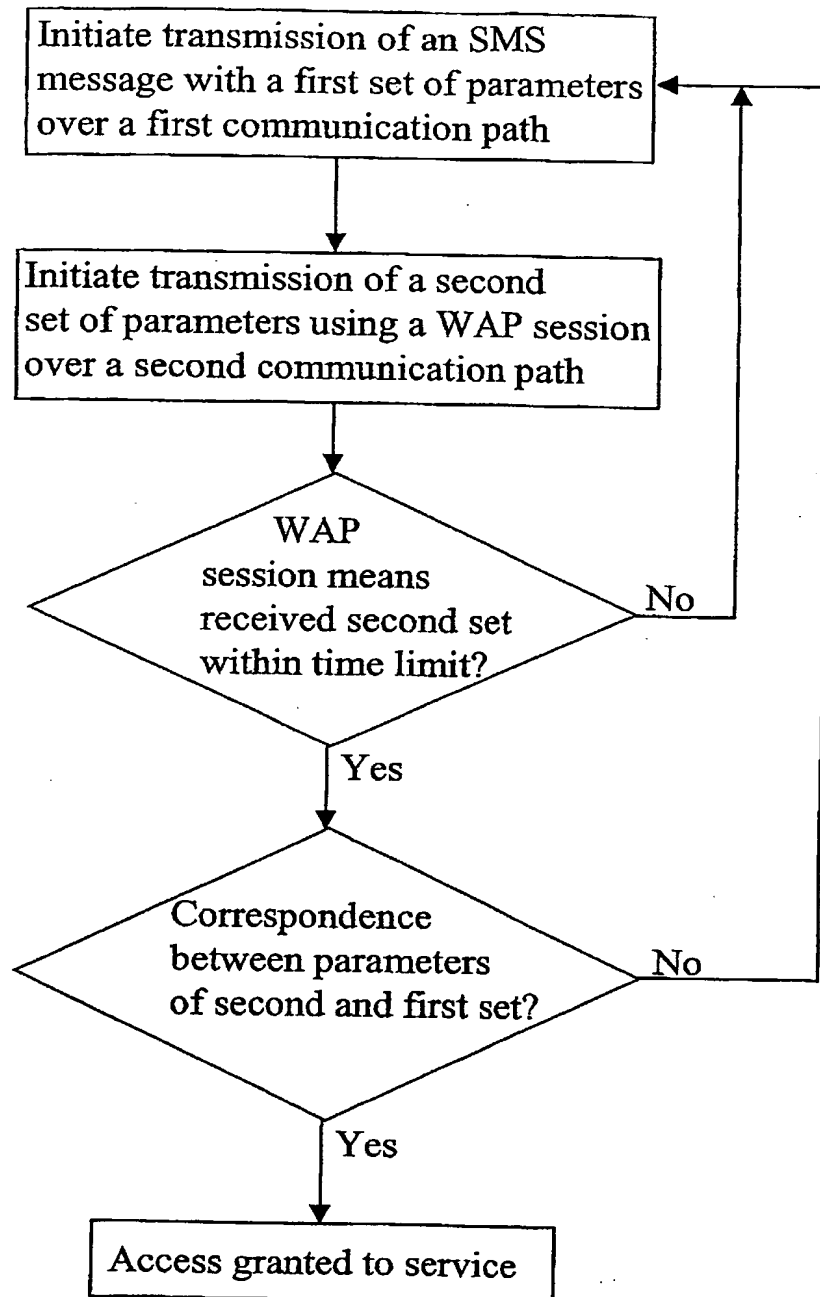 Initiate transmission of an SMS
message with a first set of parameters
over a first communication path
Initiate transmission of a second
set of parameters using a WAP session
over a second communication path
WAP
session means
received second set
within time limit?
No
Yes
Correspondence
between parameters
of second and first set?
No
Yes
Access granted to service